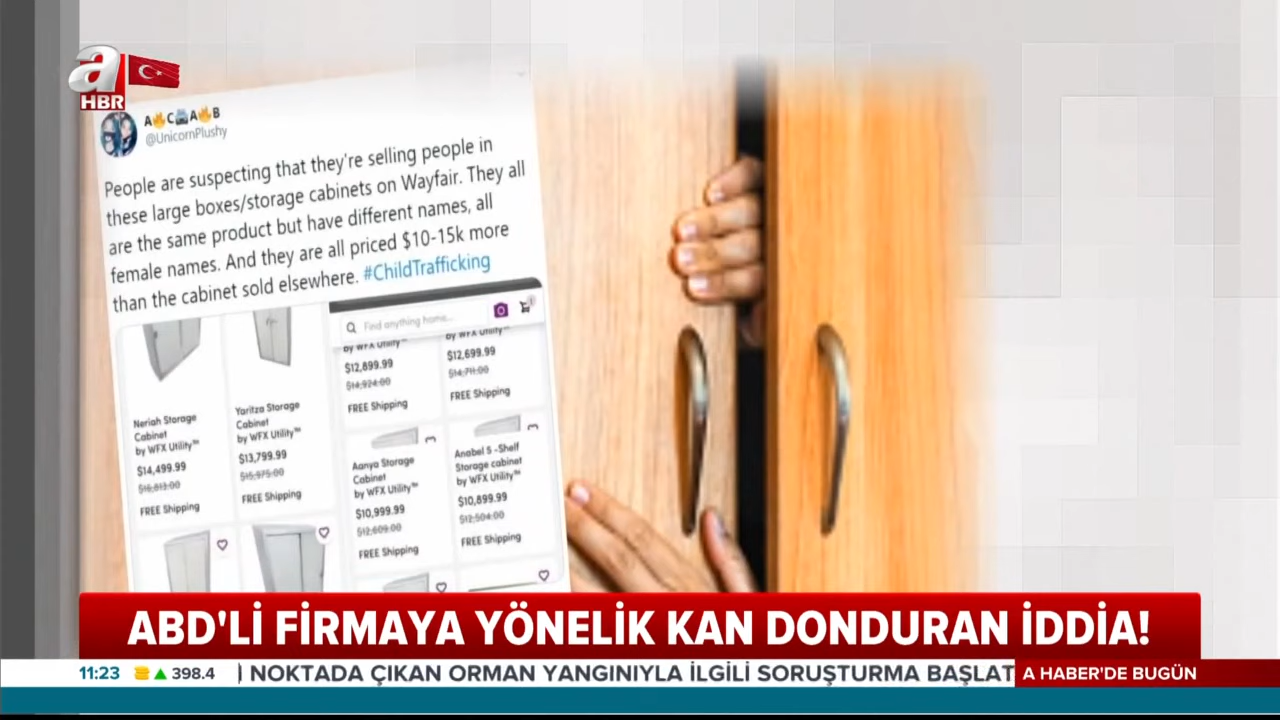 a
HBR
A🔥C🚔A🔥B
@UnicornPlushy
People are suspecting that they're selling people in
these large boxes/storage cabinets on Wayfair. They all
are the same product but have different names, all
female names. And they are all priced $10-15k more
than the cabinet sold elsewhere. #ChildTrafficking
Find anything home...
by WFX Utility™
$12,899.99
$14,924.00
FREE Shipping
by WFX Utility™
$12,699.99
$14,711.00
FREE Shipping
Neriah Storage
Cabinet
by WFX Utility™
$14,499.99
$16,813.00
FREE Shipping
Yaritza Storage
Cabinet
by WFX Utility™
$13,799.99
$15,975.00
FREE Shipping
Aanya Storage
Cabinet
by WFX Utility™
$10,999.99
$12,609.00
FREE Shipping
Anabel 5 -Shelf
Storage cabinet
by WFX Utility™
$10,899.99
$12,504.00
FREE Shipping
ABD'Lİ FİRMAYA YÖNELİK KAN DONDURAN İDDİA!
11:23 398.4 NOKTADA ÇIKAN ORMAN YANGINIYLA İLGİLİ SORUŞTURMA BAŞLAT A HABER'DE BUGÜN